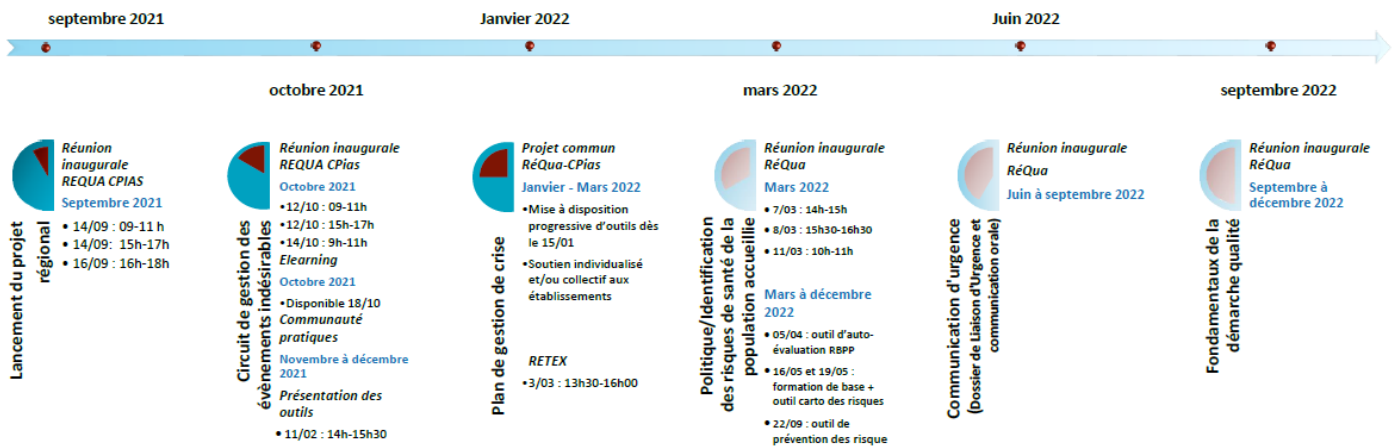 septembre 2021
Janvier 2022
Juin 2022
octobre 2021
mars 2022
septembre 2022
Lancement du projet
régional
Réunion
inaugurale
REQUA CPIAS
Septembre 2021
• 14/09 : 09-11 h
• 14/09: 15h-17h
• 16/09 : 16h-18h
Circuit de gestion des
évènements indésirables
Réunion inaugurale
REQUA CPias
Octobre 2021
•12/10 : 09-11h
•12/10 : 15h-17h
•14/10 : 9h-11h
Elearning
Octobre 2021
•Disponible 18/10
Communauté
pratiques
Novembre à décembre
2021
Présentation des
outils
• 11/02 : 14h-15h30
Plan de gestion de crise
Projet commun
RéQua-CPias
Janvier - Mars 2022
•Mise à disposition
progressive d'outils dès
le 15/01
•Soutien individualisé
et/ou collectif aux
établissements
RETEX
•3/03 : 13h30-16h00
Politique/Identification
des risques de santé de la
population accueillie
Réunion inaugurale
RéQua
Mars 2022
• 7/03 : 14h-15h
• 8/03 : 15h30-16h30
• 11/03 : 10h-11h
Mars à décembre
2022
• 05/04 : outil d'auto-
évaluation RBPP
• 16/05 et 19/05 :
formation de base +
outil carto des risques
• 22/09 : outil de
prévention des risque
Communication d'urgence
(Dossier de Liaison d'Urgence et
communication orale)
Réunion inaugurale
RéQua
Juin à septembre 2022
Fondamentaux de la
démarche qualité
Réunion inaugurale
RéQua
Septembre à
décembre 2022